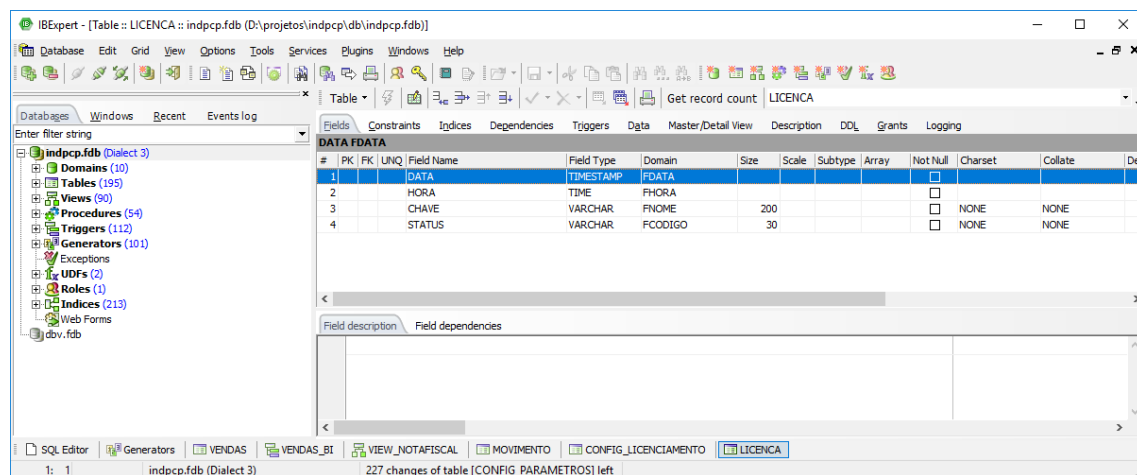 IBExpert - [Table :: LICENCA :: indpcp.fdb (D:\projetos\indpcp\db\indpcp.fdb)]
Database Edit Grid View Options Tools Services Plugins Windows Help
Table Get record count LICENCA
Databases Windows Recent Events log
Enter filter string
indpcp.fdb (Dialect 3)
Domains (10)
Tables (195)
Views (90)
Procedures (54)
Triggers (112)
Generators (101)
Exceptions
UDFs (2)
Roles (1)
Indices (213)
Web Forms
dbv.fdb
Fields Constraints Indices Dependencies Triggers Data Master/Detail View Description DDL Grants Logging
DATA FDATA
# PK FK UNQ Field Name Field Type Domain Size Scale Subtype Array Not Null Charset Collate De
1 DATA TIMESTAMP FDATA
2 HORA TIME FHORA
3 CHAVE VARCHAR FNOME 200 NONE NONE
4 STATUS VARCHAR FCODIGO 30 NONE NONE
Field description Field dependencies
SQL Editor Generators VENDAS VENDAS_BI VIEW_NOTAFISCAL MOVIMENTO CONFIG_LICENCIAMENTO LICENCA
1: 1 indpcp.fdb (Dialect 3) 227 changes of table [CONFIG_PARAMETROS] left